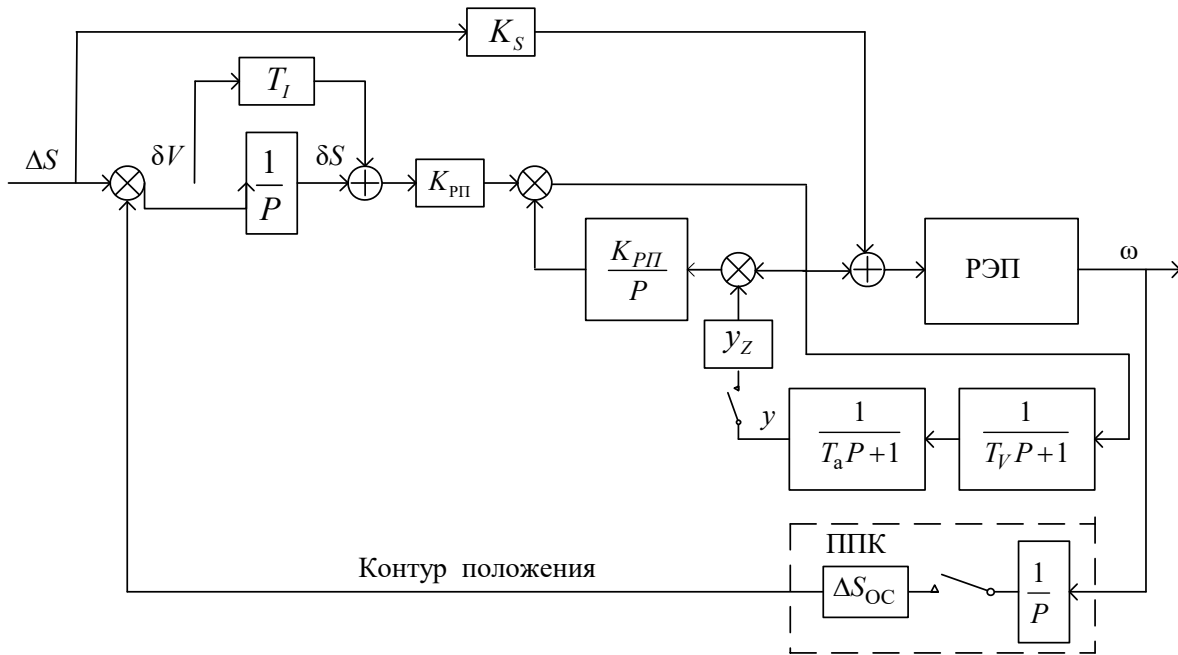 K_S
T_I
ΔS
δV
1/P
δS
K_РП
K_РП/P
РЭП
ω
y_Z
y
1/(T_а P+1)
1/(T_V P+1)
ППК
Контур положения
ΔS_ОС
1/P